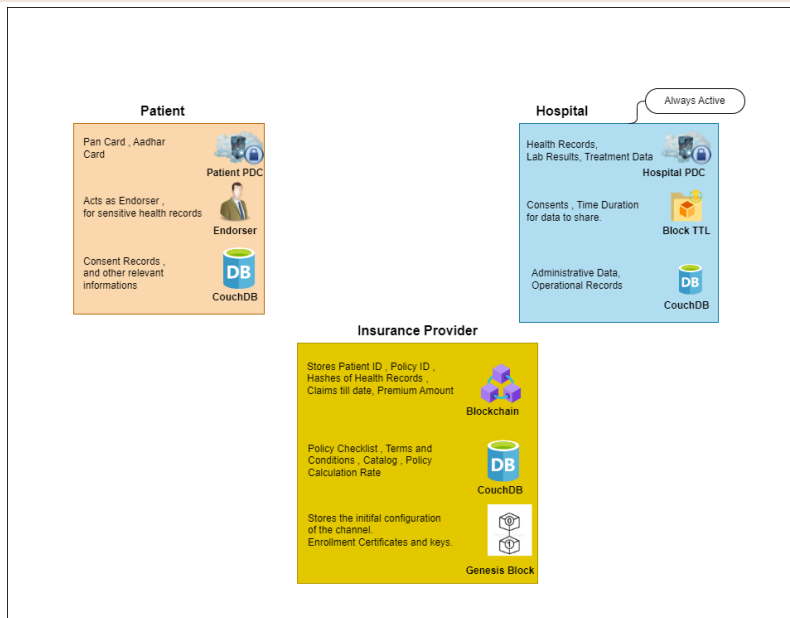 Patient
Pan Card , Aadhar
Card
Patient PDC
Acts as Endorser ,
for sensitive health records
Endorser
Consent Records ,
and other relevant
informations
DB
CouchDB
Always Active
Hospital
Health Records,
Lab Results, Treatment Data
Hospital PDC
Consents , Time Duration
for data to share.
Block TTL
Administrative Data,
Operational Records
DB
CouchDB
Insurance Provider
Stores Patient ID , Policy ID ,
Hashes of Health Records ,
Claims till date, Premium Amount
Blockchain
Policy Checklist , Terms and
Conditions , Catalog , Policy
Calculation Rate
DB
CouchDB
Stores the initifal configuration
of the channel.
Enrollment Certificates and keys.
0
1
Genesis Block